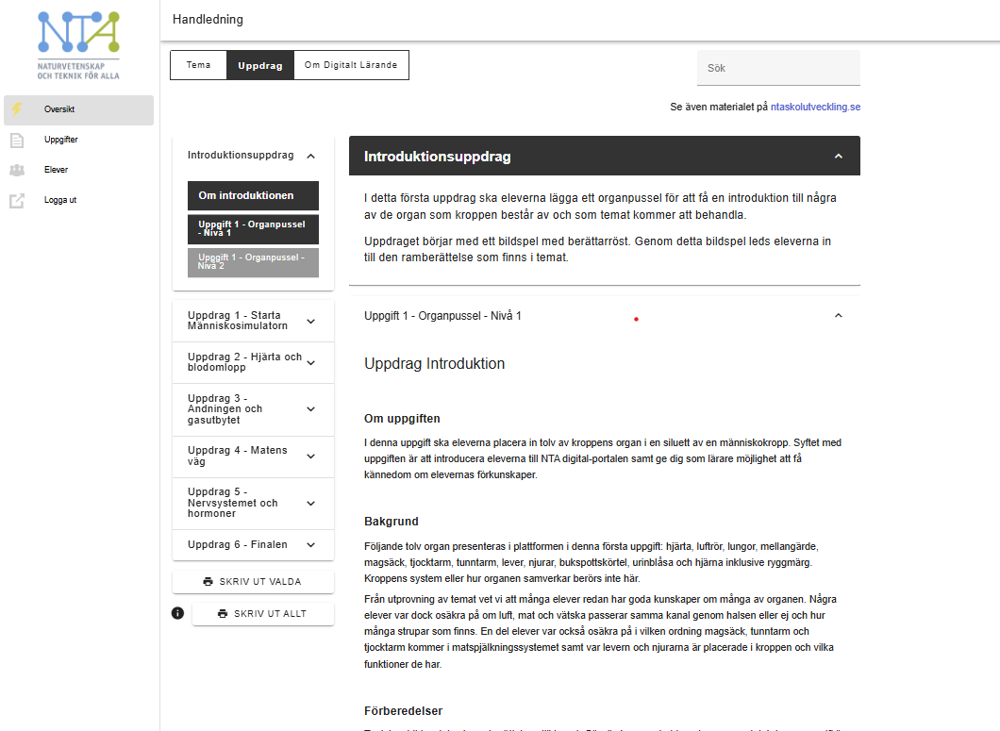 NTA
NATURVETENSKAP
OCH TEKNIK FÖR ALLA
Översikt
Uppgifter
Elever
Logga ut
Handledning
Tema
Uppdrag
Om Digitalt Lärande
Sök
Se även materialet på ntaskolutveckling.se
Introduktionsuppdrag
Om introduktionen
Uppgift 1 - Organpussel
- Nivå 1
Uppgift 1 - Organpussel -
Nivå 2
Uppdrag 1 - Starta
Människosimulatorn
Uppdrag 2 - Hjärta och
blodomlopp
Uppdrag 3 -
Andningen och
gasutbytet
Uppdrag 4 - Matens
väg
Uppdrag 5 -
Nervsystemet och
hormoner
Uppdrag 6 - Finalen
SKRIV UT VALDA
SKRIV UT ALLT
Introduktionsuppdrag
I detta första uppdrag ska eleverna lägga ett organpussel för att få en introduktion till några
av de organ som kroppen består av och som temat kommer att behandla.
Uppdraget börjar med ett bildspel med berättarröst. Genom detta bildspel leds eleverna in
till den ramberättelse som finns i temat.
Uppgift 1 - Organpussel - Nivå 1
Uppdrag Introduktion
Om uppgiften
I denna uppgift ska eleverna placera in tolv av kroppens organ i en siluett av en människokropp. Syftet med
uppgiften är att introducera eleverna till NTA digital-portalen samt ge dig som lärare möjlighet att få
kännedom om elevernas förkunskaper.
Bakgrund
Följande tolv organ presenteras i plattformen i denna första uppgift: hjärta, luftrör, lungor, mellangärde,
magsäck, tjocktarm, tunntarm, lever, njurar, bukspottskörtel, urinblåsa och hjärna inklusive ryggmärg.
Kroppens system eller hur organen samverkar berörs inte här.
Från utprovning av temat vet vi att många elever redan har goda kunskaper om många av organen. Några
elever var dock osäkra på om luft, mat och vätska passerar samma kanal genom halsen eller ej och hur
många strupar som finns. En del elever var också osäkra på i vilken ordning magsäck, tunntarm och
tjocktarm kommer i matspjälkningssystemet samt var levern och njurarna är placerade i kroppen och vilka
funktioner de har.
Förberedelser